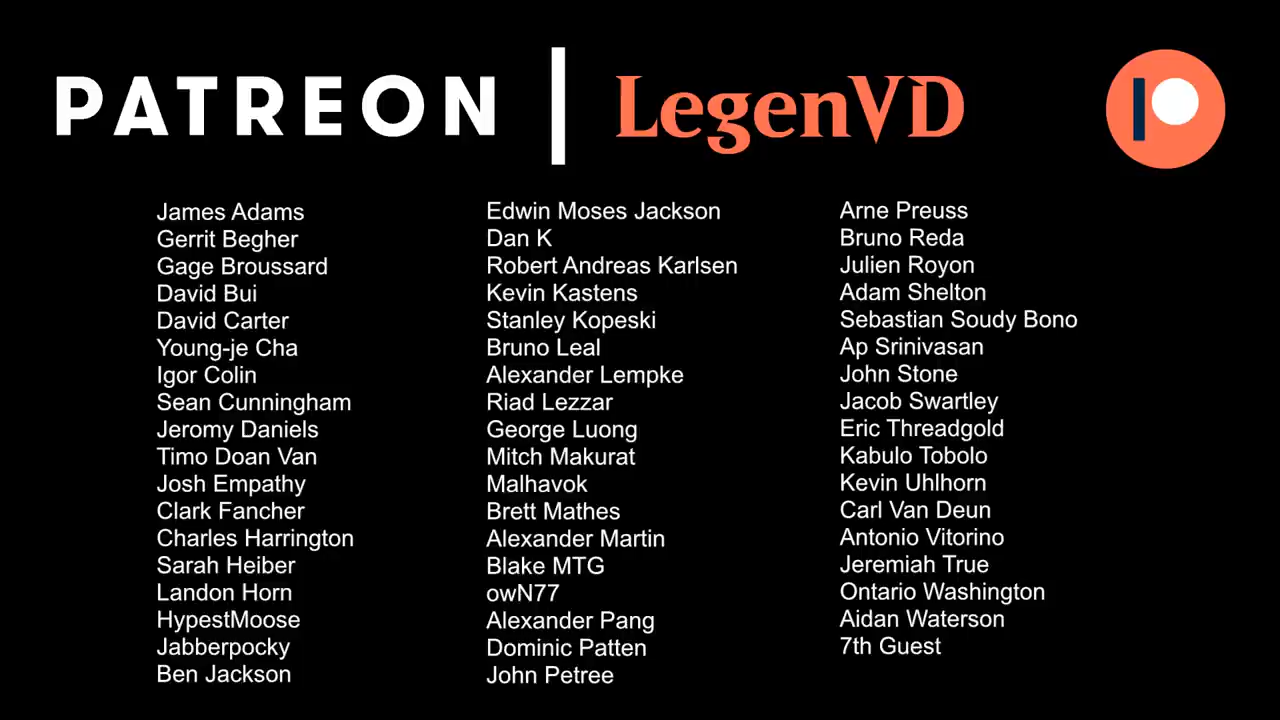 PATREON | LegenVD
James Adams
Gerrit Begher
Gage Broussard
David Bui
David Carter
Young-je Cha
Igor Colin
Sean Cunningham
Jeromy Daniels
Timo Doan Van
Josh Empathy
Clark Fancher
Charles Harrington
Sarah Heiber
Landon Horn
HypestMoose
Jabberpocky
Ben Jackson
Edwin Moses Jackson
Dan K
Robert Andreas Karlsen
Kevin Kastens
Stanley Kopeski
Bruno Leal
Alexander Lempke
Riad Lezzar
George Luong
Mitch Makurat
Malhavok
Brett Mathes
Alexander Martin
Blake MTG
owN77
Alexander Pang
Dominic Patten
John Petree
Arne Preuss
Bruno Reda
Julien Royon
Adam Shelton
Sebastian Soudy Bono
Ap Srinivasan
John Stone
Jacob Swartley
Eric Threadgold
Kabulo Tobolo
Kevin Uhlhorn
Carl Van Deun
Antonio Vitorino
Jeremiah True
Ontario Washington
Aidan Waterson
7th Guest